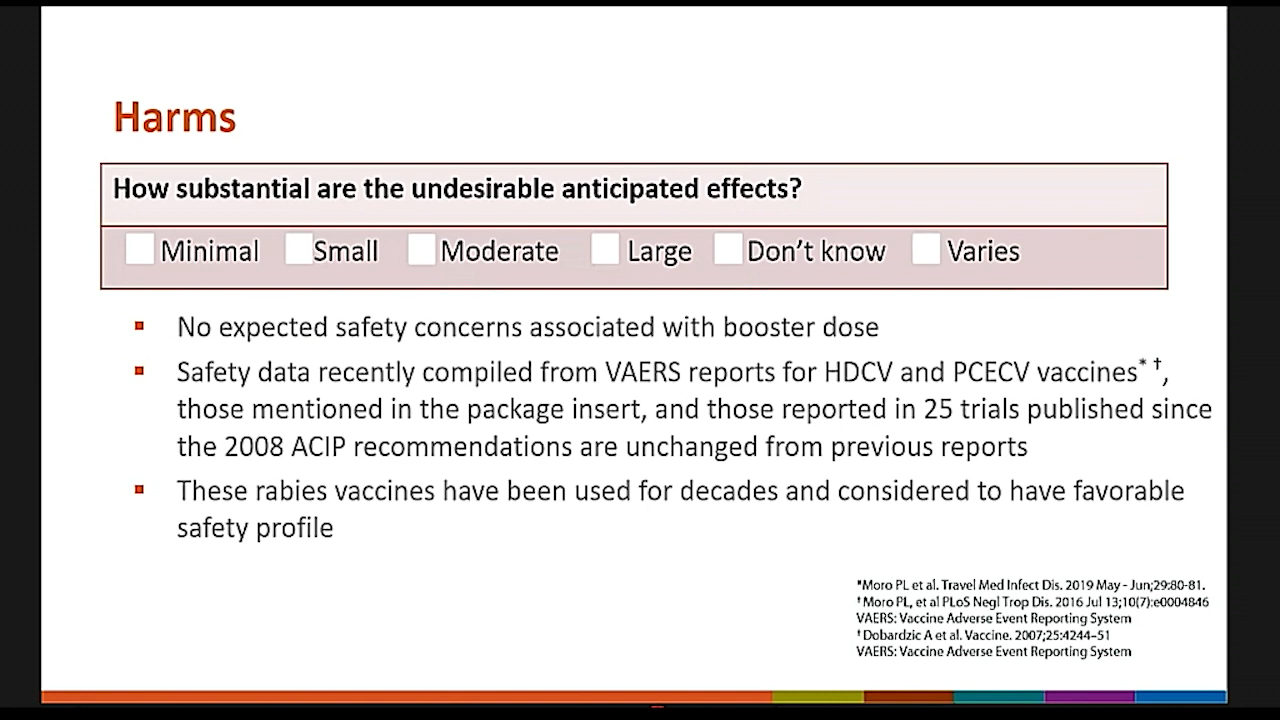 Harms
How substantial are the undesirable anticipated effects?
Minimal Small Moderate Large Don’t know Varies
▪ No expected safety concerns associated with booster dose
▪ Safety data recently compiled from VAERS reports for HDCV and PCECV vaccines* †,
those mentioned in the package insert, and those reported in 25 trials published since
the 2008 ACIP recommendations are unchanged from previous reports
▪ These rabies vaccines have been used for decades and considered to have favorable
safety profile
*Moro PL et al. Travel Med Infect Dis. 2019 May - Jun;29:80-81.
†Moro PL, et al PLoS Negl Trop Dis. 2016 Jul 13;10(7):e0004846
VAERS: Vaccine Adverse Event Reporting System
†Dobardzic A et al. Vaccine. 2007;25:4244–51
VAERS: Vaccine Adverse Event Reporting System